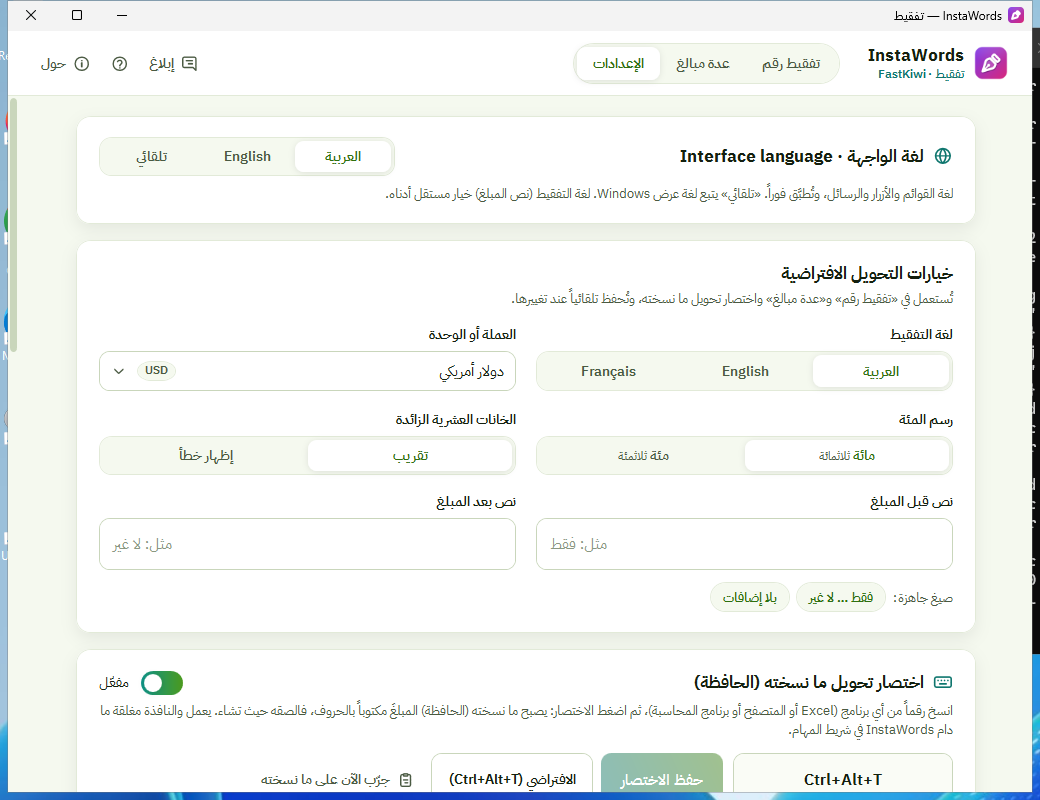 InstaWords — تفقيط
InstaWords
تفقيط · FastKiwi
تفقيط رقم
عدة مبالغ
الإعدادات
إبلاغ
حول
لغة الواجهة · Interface language
العربية
English
تلقائي
لغة القوائم والأزرار والرسائل، وتُطبَّق فوراً. «تلقائي» يتبع لغة عرض Windows. لغة التفقيط (نص المبلغ) خيار مستقل أدناه.
خيارات التحويل الافتراضية
تُستعمل في «تفقيط رقم» و«عدة مبالغ» واختصار تحويل ما نسخته، وتُحفظ تلقائياً عند تغييرها.
لغة التفقيط
العربية
English
Français
العملة أو الوحدة
دولار أمريكي
USD
رسم المئة
مائة ثلاثمائة
مئة ثلاثمئة
الخانات العشرية الزائدة
تقريب
إظهار خطأ
نص قبل المبلغ
مثل: فقط
نص بعد المبلغ
مثل: لا غير
صيغ جاهزة:
فقط … لا غير
بلا إضافات
اختصار تحويل ما نسخته (الحافظة)
مفعّل
انسخ رقماً من أي برنامج (Excel أو المتصفح أو برنامج المحاسبة)، ثم اضغط الاختصار: يصبح ما نسخته (الحافظة) المبلغَ مكتوباً بالحروف، فالصقه حيث تشاء. يعمل والنافذة مغلقة ما
دام InstaWords في شريط المهام.
Ctrl+Alt+T
حفظ الاختصار
الافتراضي (Ctrl+Alt+T)
جرّب الآن على ما نسخته